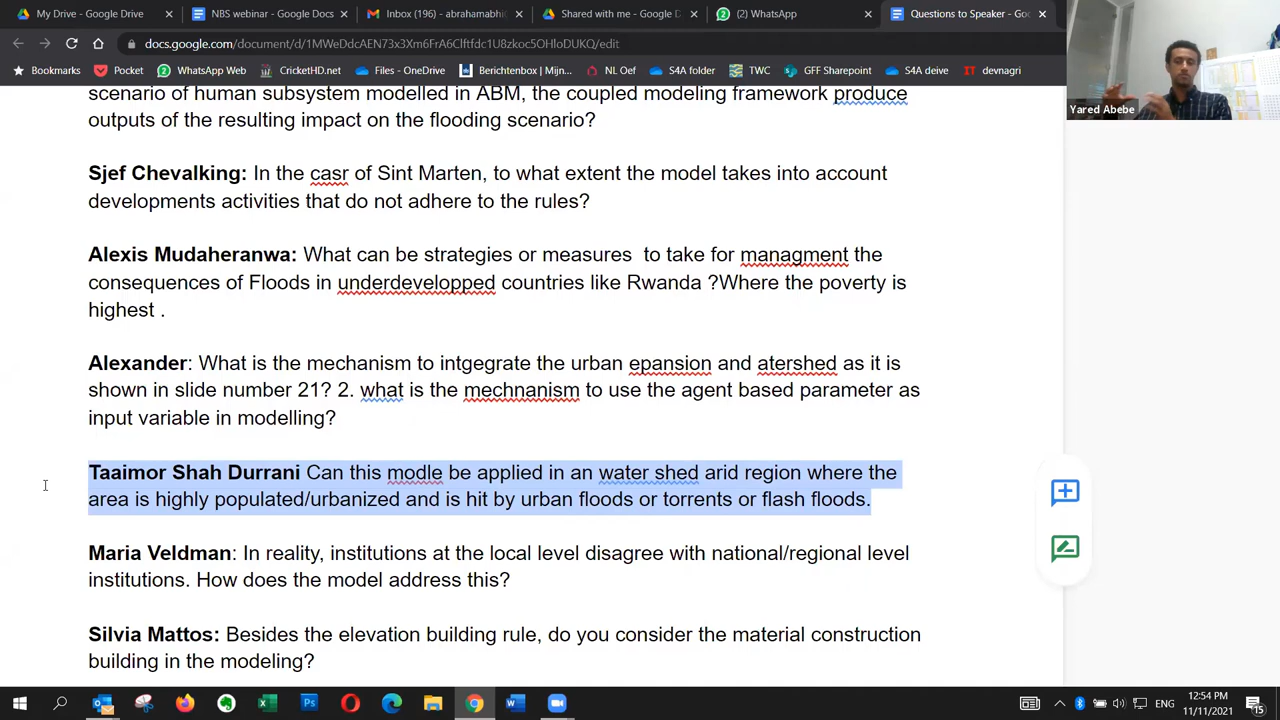 My Drive - Google Drive
NBS webinar - Google Docs
Inbox (196) - abrahamabhi
Shared with me - Google D
(2) WhatsApp
Questions to Speaker - Goo
docs.google.com/document/d/1MWeDdcAEN73x3Xm6FrA6Clftfdc1U8zkoc5OHloDUKQ/edit
Bookmarks
Pocket
WhatsApp Web
CricketHD.net
Files - OneDrive
Berichtenbox | Mijn...
NL Oef
S4A folder
TWC
GFF Sharepoint
S4A deive
devnagri
Yared Abebe
scenario of human subsystem modelled in ABM, the coupled modeling framework produce
outputs of the resulting impact on the flooding scenario?
Sjef Chevalking: In the casr of Sint Marten, to what extent the model takes into account
developments activities that do not adhere to the rules?
Alexis Mudaheranwa: What can be strategies or measures  to take for managment the
consequences of Floods in underdevelopped countries like Rwanda ?Where the poverty is
highest .
Alexander: What is the mechanism to intgegrate the urban epansion and atershed as it is
shown in slide number 21? 2. what is the mechnanism to use the agent based parameter as
input variable in modelling?
Taaimor Shah Durrani Can this modle be applied in an water shed arid region where the
area is highly populated/urbanized and is hit by urban floods or torrents or flash floods.
Maria Veldman: In reality, institutions at the local level disagree with national/regional level
institutions. How does the model address this?
Silvia Mattos: Besides the elevation building rule, do you consider the material construction
building in the modeling?
ENG
12:54 PM
11/11/2021
15